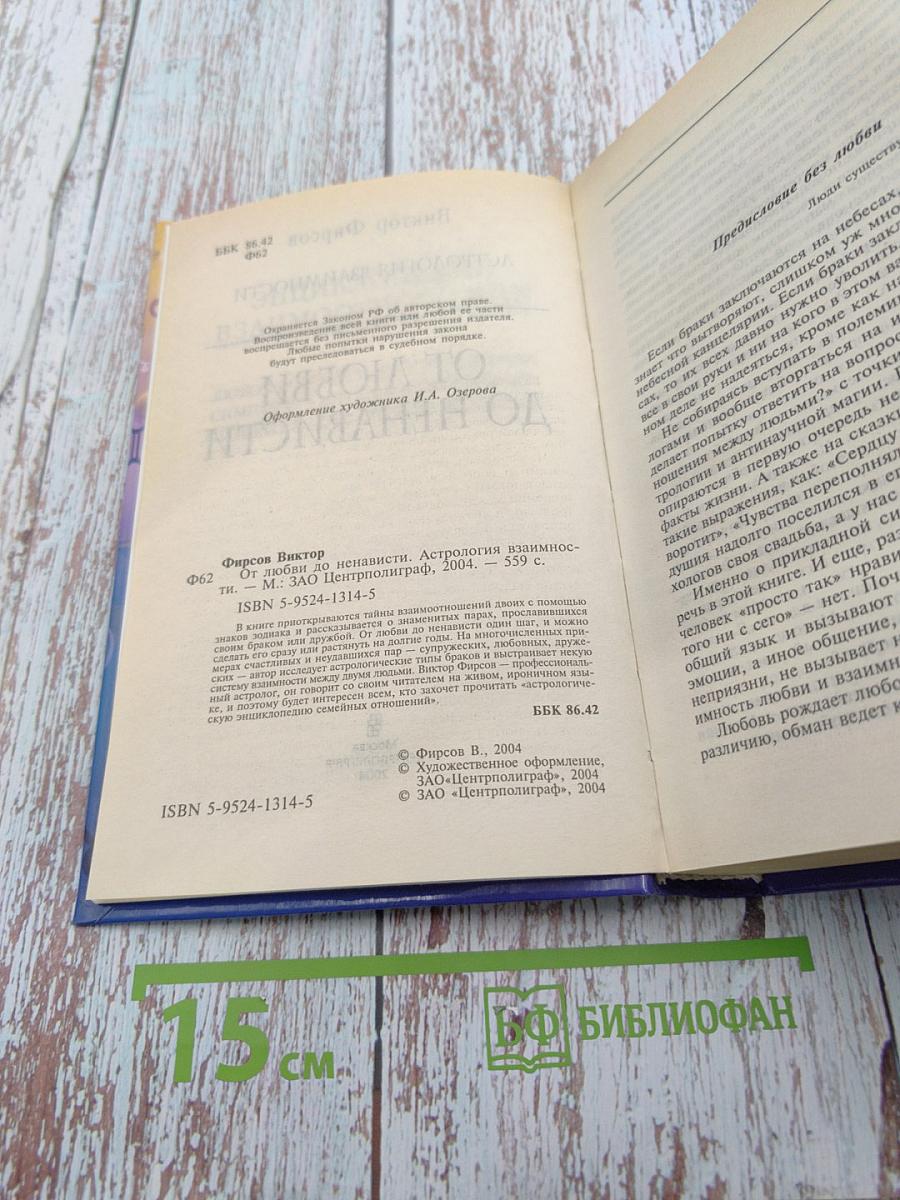 ББК 86.42
Ф62
Охраняется Законом РФ об авторском праве.
Воспроизведение всей книги или любой ее части
воспрещается без письменного разрешения издателя.
Любые попытки нарушения закона
будут преследоваться в судебном порядке.
Оформление художника И.А. Озерова
Фирсов Виктор
Ф62 От любви до ненависти. Астрология взаимнос-
ти. — М.: ЗАО Центрполиграф, 2004. — 559 с.
ISBN 5-9524-1314-5
В книге приоткрываются тайны взаимоотношений двоих с помощью
знаков зодиака и рассказывается о знаменитых парах, прославившихся
своим браком или дружбой. От любви до ненависти один шаг, и можно
сделать его сразу или растянуть на долгие годы. На многочисленных при-
мерах счастливых и неудавшихся пар — супружеских, любовных, друже-
ских — автор исследует астрологические типы браков и выстраивает некую
систему взаимности между двумя людьми. Виктор Фирсов — профессиональ-
ный астролог, он говорит со своим читателем на живом, ироничном язы-
ке, и поэтому будет интересен всем, кто захочет прочитать «астрологиче-
скую энциклопедию семейных отношений».
ББК 86.42
© Фирсов В., 2004
© Художественное оформление,
ЗАО«Центрполиграф», 2004
© ЗАО «Центрполиграф», 2004
ISBN 5-9524-1314-5
Предисловие без любви
Люди существу
Если браки заключаются на небесах,
знает, что вытворяют, слишком уж мно
небесной канцелярии. Если браки закл
сах, то их всех давно нужно уволить.
все в свои руки и ни на кого в этом ва
ном деле не надеяться, кроме как на
Не собираясь вступать в полеми
логами и вообще вторгаться на и
делает попытку ответить на вопрос
ношения между людьми?» с точки
трологии и антинаучной магии.
опираются в первую очередь не
факты жизни. А также на сказки
такие выражения, как: «Сердцу
воротит», «Чувства переполнял
душия надолго поселился в ег
хологов своя свадьба, а у нас
Именно о прикладной си
речь в этой книге. И еще, раз
человек «просто так» нрави
того ни с сего» — нет. Поч
общий язык и вызывают
эмоции, а иное общение,
неприязни, не вызывает н
имность любви и взаимн
Любовь рождает любо
различию, обман ведет к
15 см
БФ БИБЛИОФАН